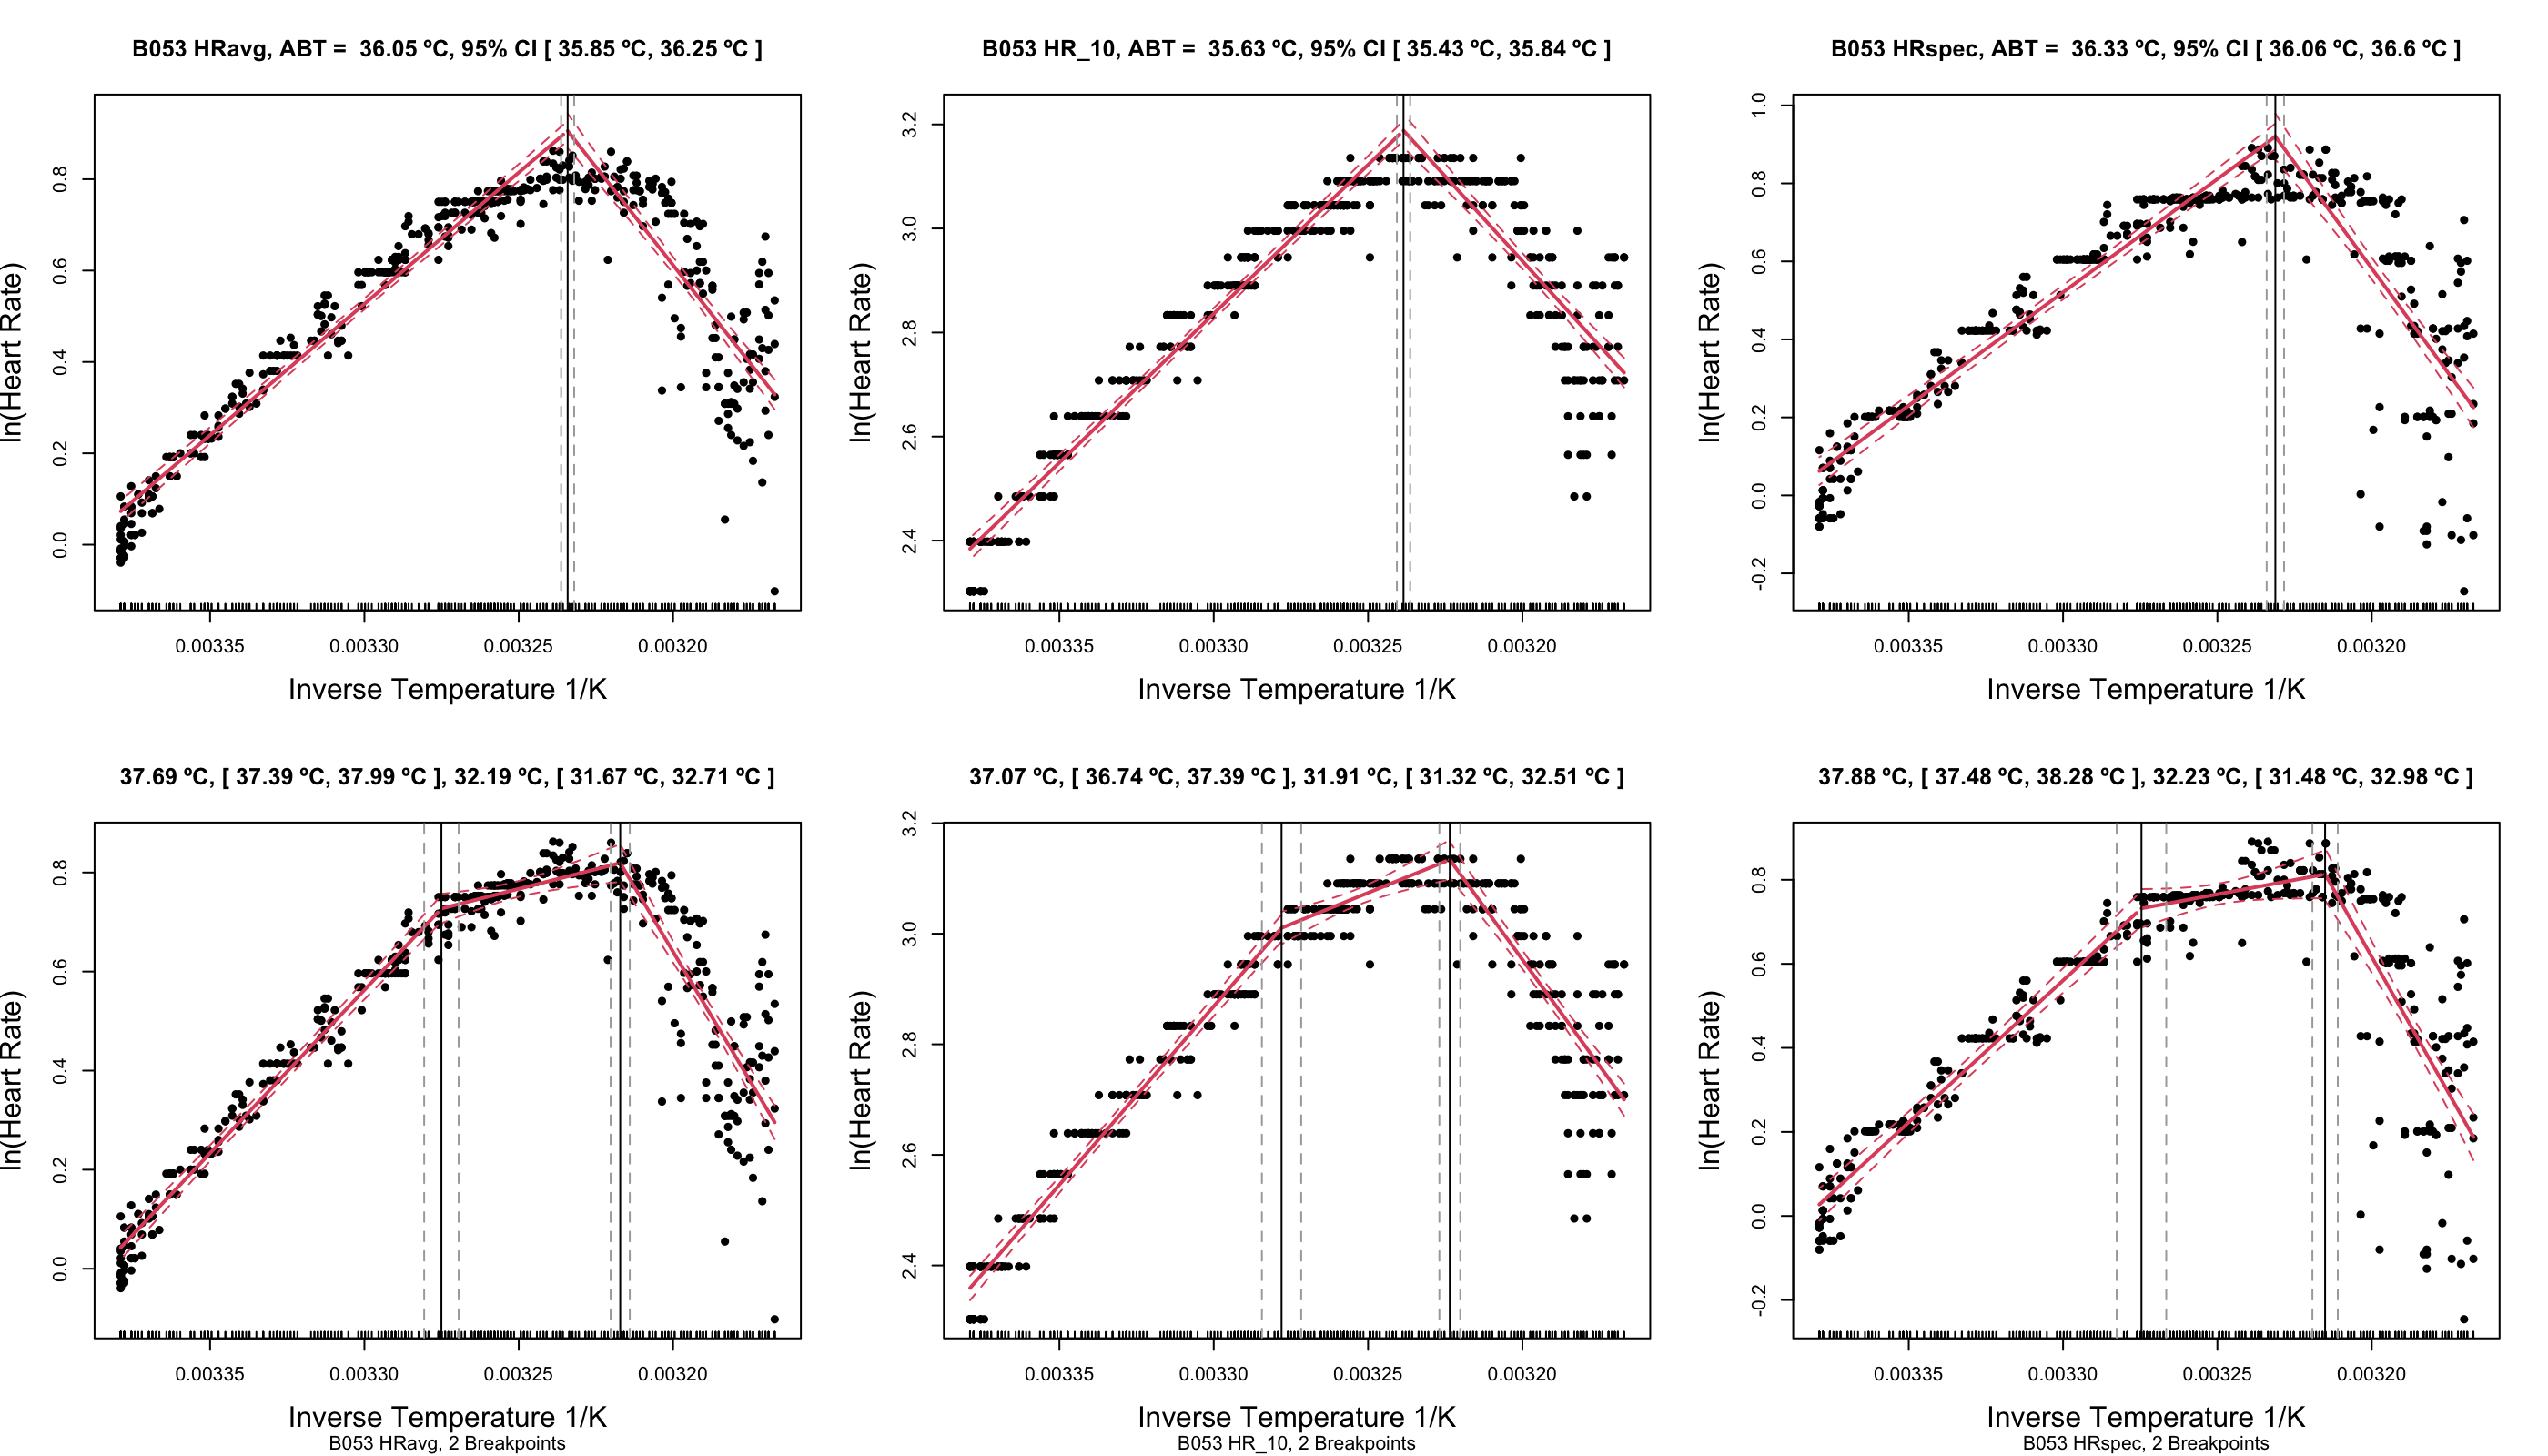 B053 HRavg, ABT = 36.05 ºC, 95% CI [ 35.85 ºC, 36.25 ºC ]
ln(Heart Rate)
0.0 0.2 0.4 0.6 0.8
0.00335 0.00330 0.00325 0.00320
Inverse Temperature 1/K
B053 HR_10, ABT = 35.63 ºC, 95% CI [ 35.43 ºC, 35.84 ºC ]
ln(Heart Rate)
2.4 2.6 2.8 3.0 3.2
0.00335 0.00330 0.00325 0.00320
Inverse Temperature 1/K
B053 HRspec, ABT = 36.33 ºC, 95% CI [ 36.06 ºC, 36.6 ºC ]
ln(Heart Rate)
-0.2 0.0 0.2 0.4 0.6 0.8 1.0
0.00335 0.00330 0.00325 0.00320
Inverse Temperature 1/K
37.69 ºC, [ 37.39 ºC, 37.99 ºC ], 32.19 ºC, [ 31.67 ºC, 32.71 ºC ]
ln(Heart Rate)
0.0 0.2 0.4 0.6 0.8
0.00335 0.00330 0.00325 0.00320
Inverse Temperature 1/K
B053 HRavg, 2 Breakpoints
37.07 ºC, [ 36.74 ºC, 37.39 ºC ], 31.91 ºC, [ 31.32 ºC, 32.51 ºC ]
ln(Heart Rate)
2.4 2.6 2.8 3.0 3.2
0.00335 0.00330 0.00325 0.00320
Inverse Temperature 1/K
B053 HR_10, 2 Breakpoints
37.88 ºC, [ 37.48 ºC, 38.28 ºC ], 32.23 ºC, [ 31.48 ºC, 32.98 ºC ]
ln(Heart Rate)
-0.2 0.0 0.2 0.4 0.6 0.8
0.00335 0.00330 0.00325 0.00320
Inverse Temperature 1/K
B053 HRspec, 2 Breakpoints